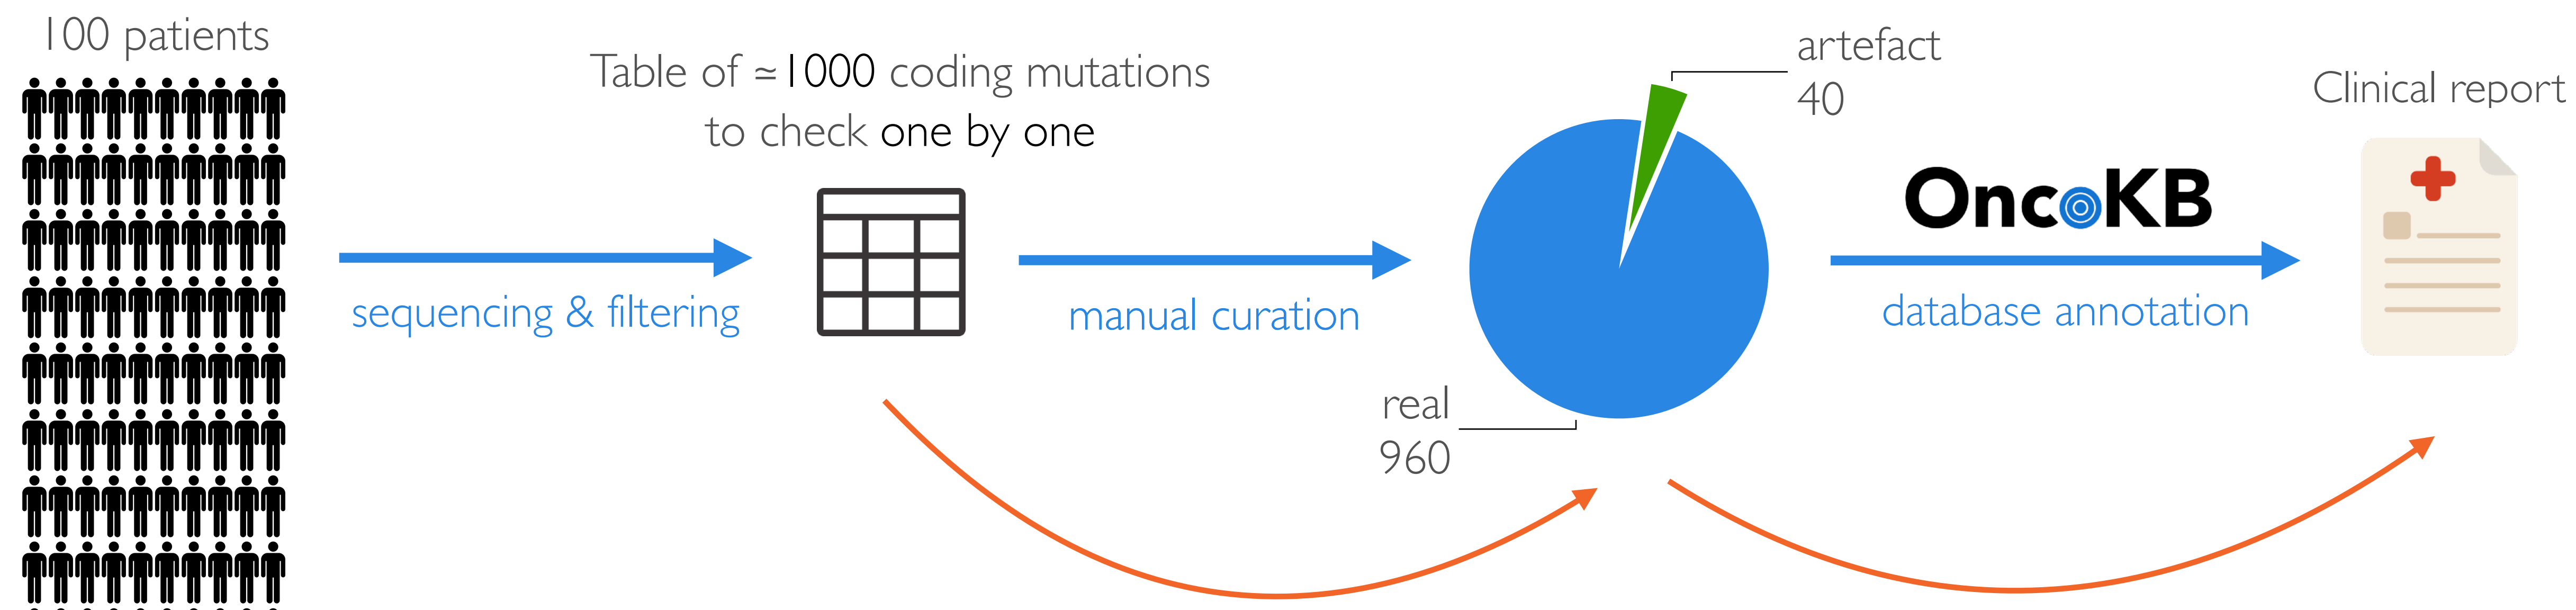 100 patients
Table of ≃1000 coding mutations
to check one by one
sequencing & filtering
manual curation
artefact
40
real
960
OncoKB
database annotation
Clinical report